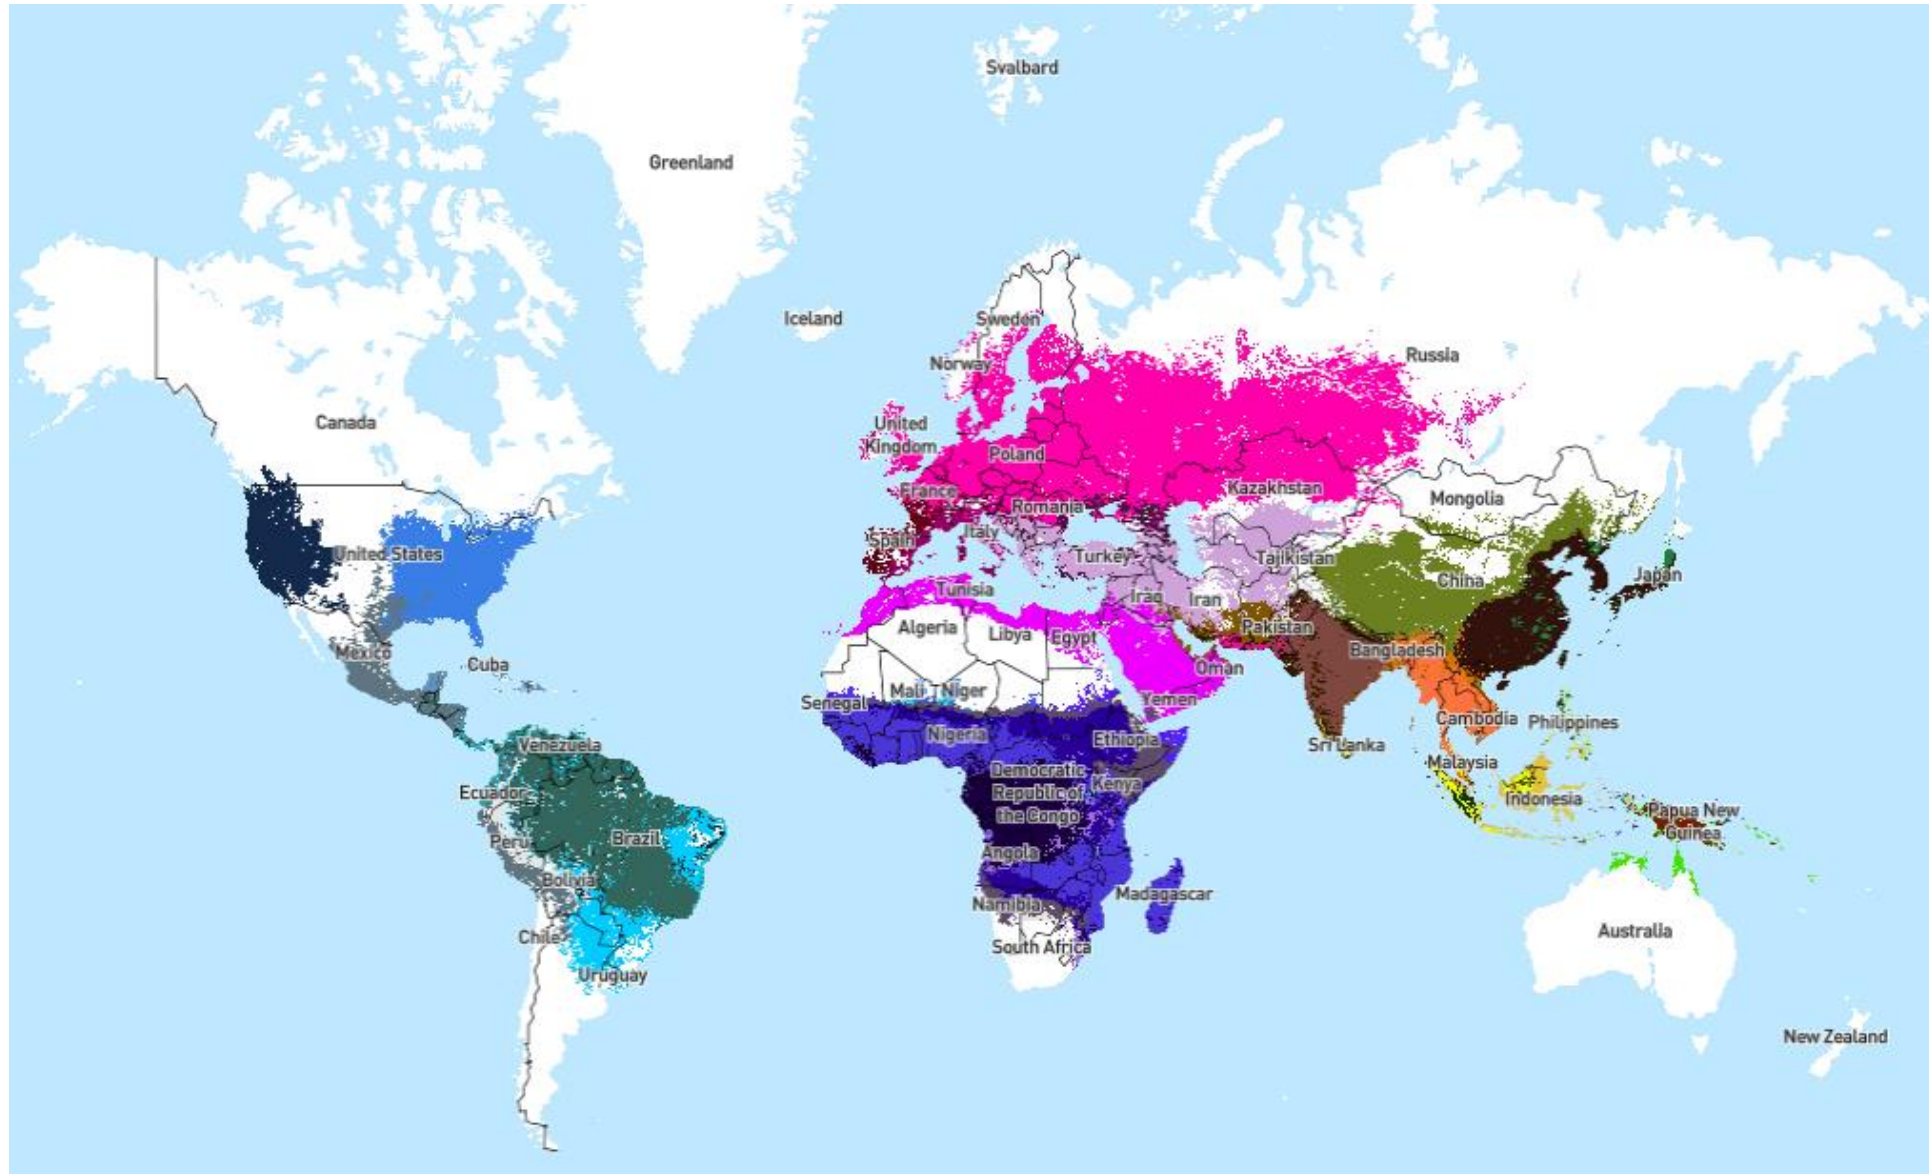 Svalbard
Greenland
Iceland
Sweden
Norway
Russia
Canada
United
Kingdom
Poland
France
Kazakhstan
Mongolia
Romania
Spain
Italy
United States
Turkey
Tajikistan
China
Japan
Tunisia
Iraq
Iran
Algeria
Libya
Egypt
Pakistan
Mexico
Cuba
Bangladesh
Oman
Mali
Niger
Senegal
Yemen
Cambodia
Philippines
Nigeria
Ethiopia
Venezuela
Sri Lanka
Malaysia
Democratic
Republic of
the Congo
Kenya
Ecuador
Indonesia
Papua New
Guinea
Peru
Brazil
Angola
Bolivia
Madagascar
Namibia
Australia
Chile
South Africa
Uruguay
New Zealand